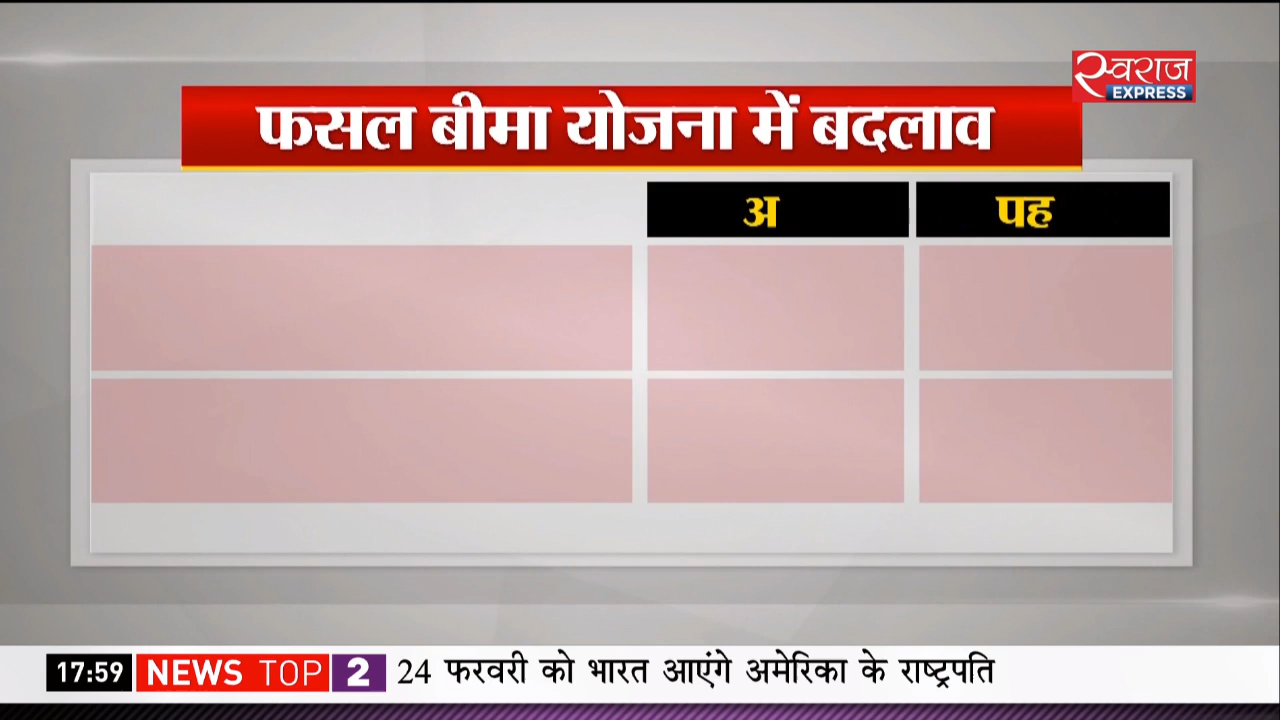 स्वराज
EXPRESS
फसल बीमा योजना में बदलाव
अ
पह
17:59 NEWS TOP 2 24 फरवरी को भारत आएंगे अमेरिका के राष्ट्रपति